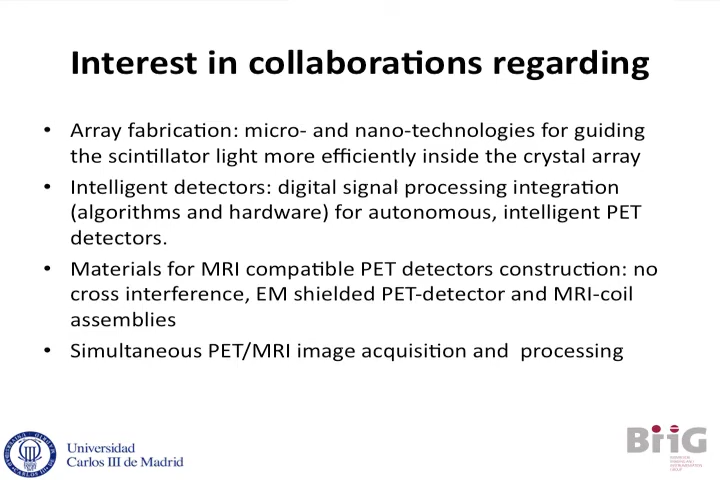 Interest in collaborations regarding
• Array fabrication: micro- and nano-technologies for guiding
the scintillator light more efficiently inside the crystal array
• Intelligent detectors: digital signal processing integration
(algorithms and hardware) for autonomous, intelligent PET
detectors.
• Materials for MRI compatible PET detectors construction: no
cross interference, EM shielded PET-detector and MRI-coil
assemblies
• Simultaneous PET/MRI image acquisition and  processing
Universidad
Carlos III de Madrid
BiiG